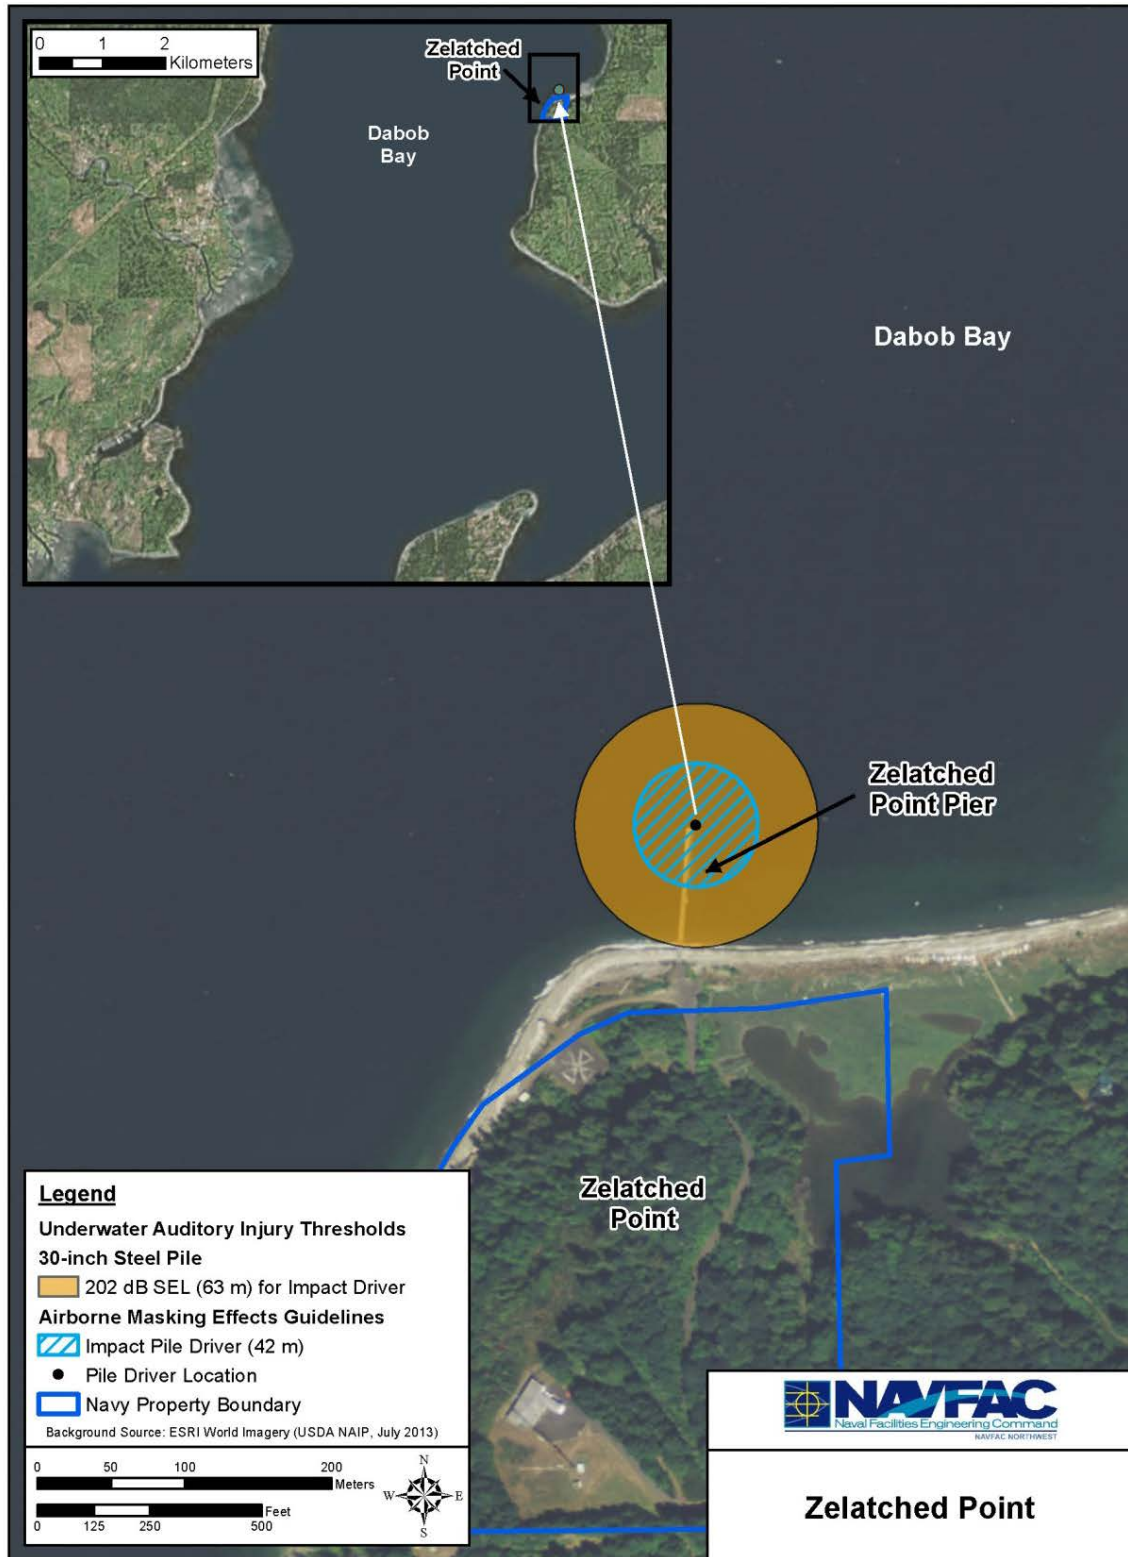 0 1 2
Kilometers
Zelatched
Point
Dabob
Bay
Dabob Bay
Zelatched
Point Pier
Zelatched
Point
Legend
Underwater Auditory Injury Thresholds
30-inch Steel Pile
202 dB SEL (63 m) for Impact Driver
Airborne Masking Effects Guidelines
Impact Pile Driver (42 m)
Pile Driver Location
Navy Property Boundary
Background Source: ESRI World Imagery (USDA NAIP, July 2013)
0 50 100 200
Meters
Feet
0 125 250 500
N
W E
S
NAVFAC
Naval Facilities Engineering Command
NAVFAC NORTHWEST
Zelatched Point